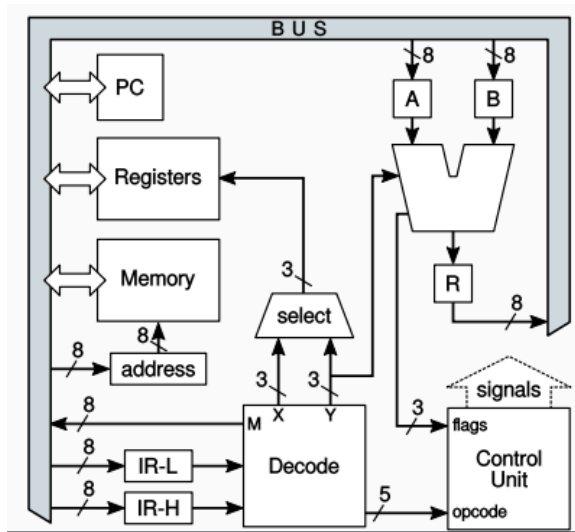 BUS
8
8
PC
A
B
Registers
3
Memory
R
8
select
8
8
address
3
3
signals
8
M
X
Y
3
flags
8
IR-L
Decode
Control
Unit
8
IR-H
5
opcode